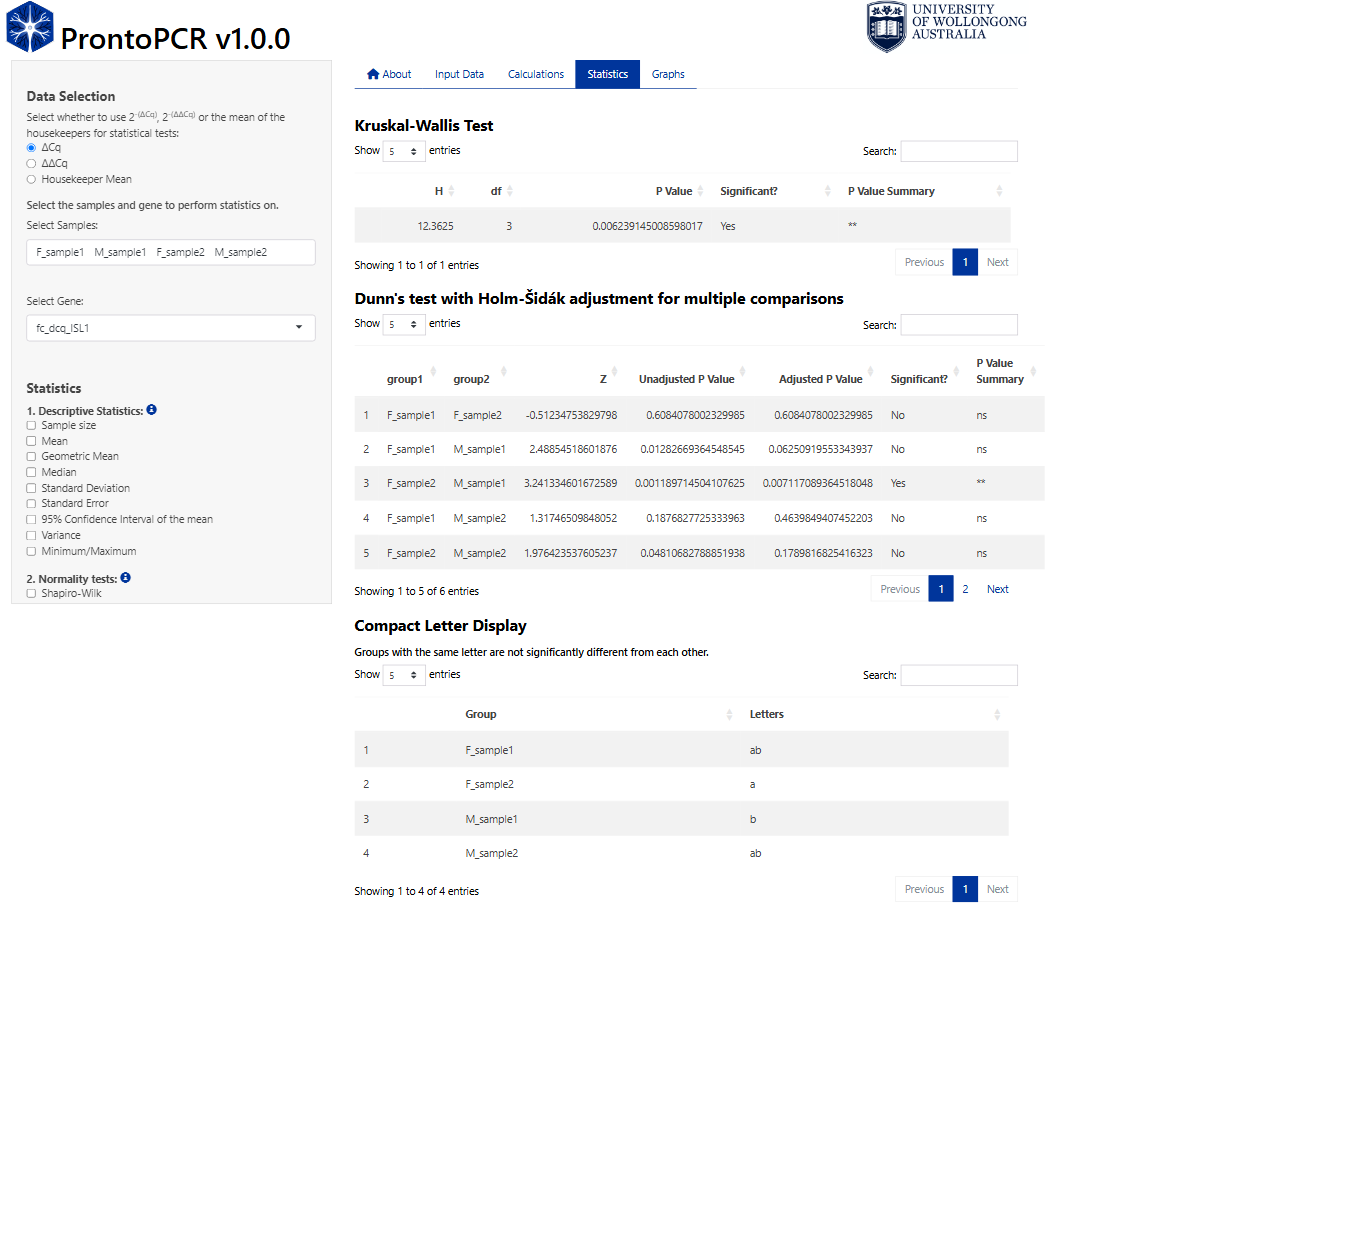 ProntoPCR v1.0.0
UNIVERSITY
OF WOLLONGONG
AUSTRALIA
Data Selection
Select whether to use 2^-(ΔCq), 2^-(ΔΔCq) or the mean of the
housekeepers for statistical tests:
ΔCq
ΔΔCq
Housekeeper Mean
Select the samples and gene to perform statistics on.
Select Samples:
F_sample1 M_sample1 F_sample2 M_sample2
Select Gene:
fc_dcq_ISL1
Statistics
1. Descriptive Statistics:
Sample size
Mean
Geometric Mean
Median
Standard Deviation
Standard Error
95% Confidence Interval of the mean
Variance
Minimum/Maximum
2. Normality tests:
Shapiro-Wilk
About Input Data Calculations Statistics Graphs
Kruskal-Wallis Test
Show 5 entries Search:
H df P Value Significant? P Value Summary
12.3625 3 0.006239145008598017 Yes **
Showing 1 to 1 of 1 entries Previous 1 Next
Dunn's test with Holm-Šidák adjustment for multiple comparisons
Show 5 entries Search:
group1 group2 Z Unadjusted P Value Adjusted P Value Significant? P Value Summary
1 F_sample1 F_sample2 -0.51234753829798 0.6084078002329985 0.6084078002329985 No ns
2 F_sample1 M_sample1 2.48854518601876 0.01282669364548545 0.06250919553343937 No ns
3 F_sample2 M_sample1 3.241334601672589 0.001189714504107625 0.007117089364518048 Yes **
4 F_sample1 M_sample2 1.31746509848052 0.1876827725333963 0.4639849407452203 No ns
5 F_sample2 M_sample2 1.976423537605237 0.04810682788851938 0.1789816825416323 No ns
Showing 1 to 5 of 6 entries Previous 1 2 Next
Compact Letter Display
Groups with the same letter are not significantly different from each other.
Show 5 entries Search:
Group Letters
1 F_sample1 ab
2 F_sample2 a
3 M_sample1 b
4 M_sample2 ab
Showing 1 to 4 of 4 entries Previous 1 Next